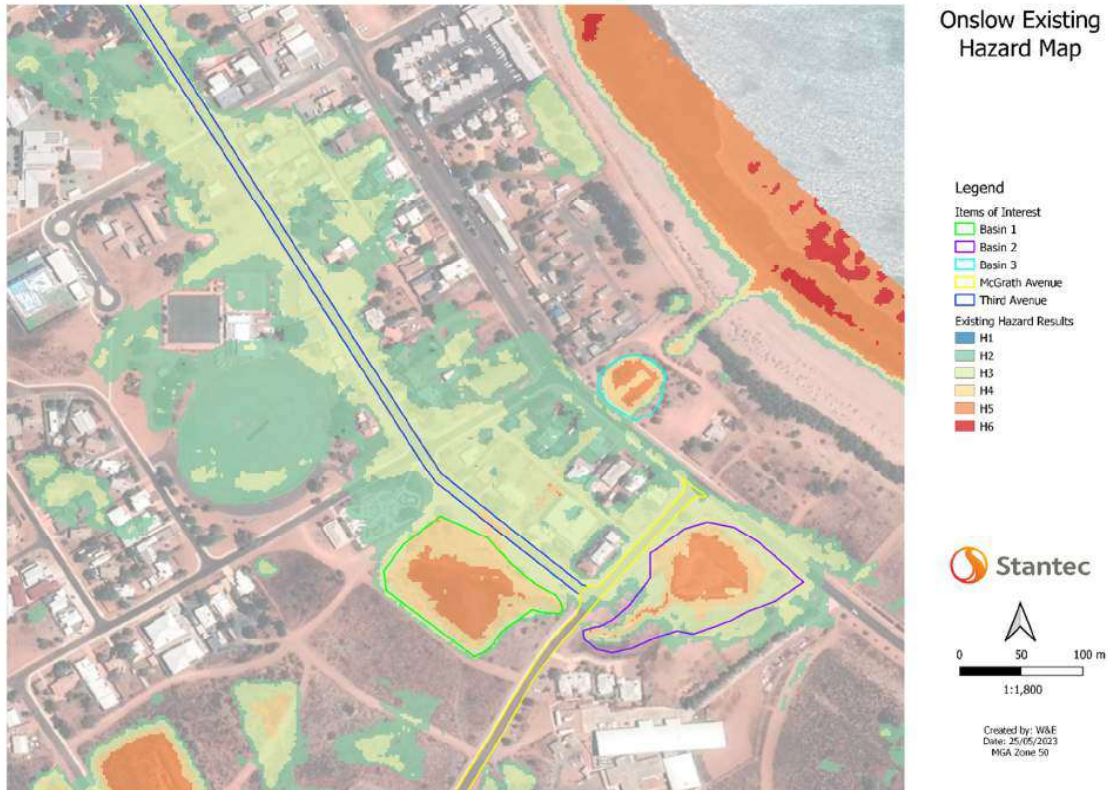 Onslow Existing
Hazard Map
Legend
Items of Interest
Basin 1
Basin 2
Basin 3
McGrath Avenue
Third Avenue
Existing Hazard Results
H1
H2
H3
H4
H5
H6
Stantec
0 50 100 m
1:1,800
Created by: W&E
Date: 25/05/2023
MGA Zone 50